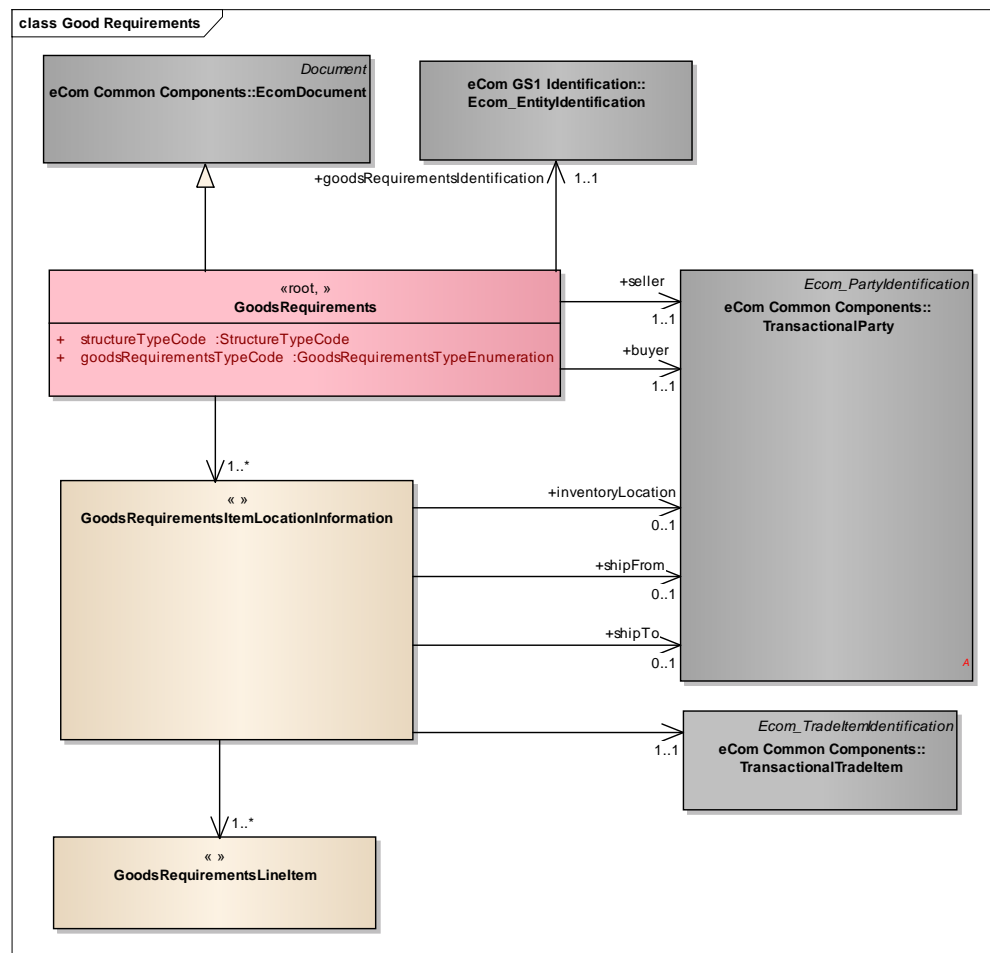 class Good Requirements
Document
eCom Common Components::EcomDocument
eCom GS1 Identification::
Ecom_EntityIdentification
+goodsRequirementsIdentification
1..1
«root, »
GoodsRequirements
+ structureTypeCode :StructureTypeCode
+ goodsRequirementsTypeCode :GoodsRequirementsTypeEnumeration
+seller
1..1
+buyer
1..1
Ecom_PartyIdentification
eCom Common Components::
TransactionalParty
1..*
« »
GoodsRequirementsItemLocationInformation
+inventoryLocation
0..1
+shipFrom
0..1
+shipTo
0..1
A
1..1
Ecom_TradeItemIdentification
eCom Common Components::
TransactionalTradeItem
1..*
« »
GoodsRequirementsLineItem